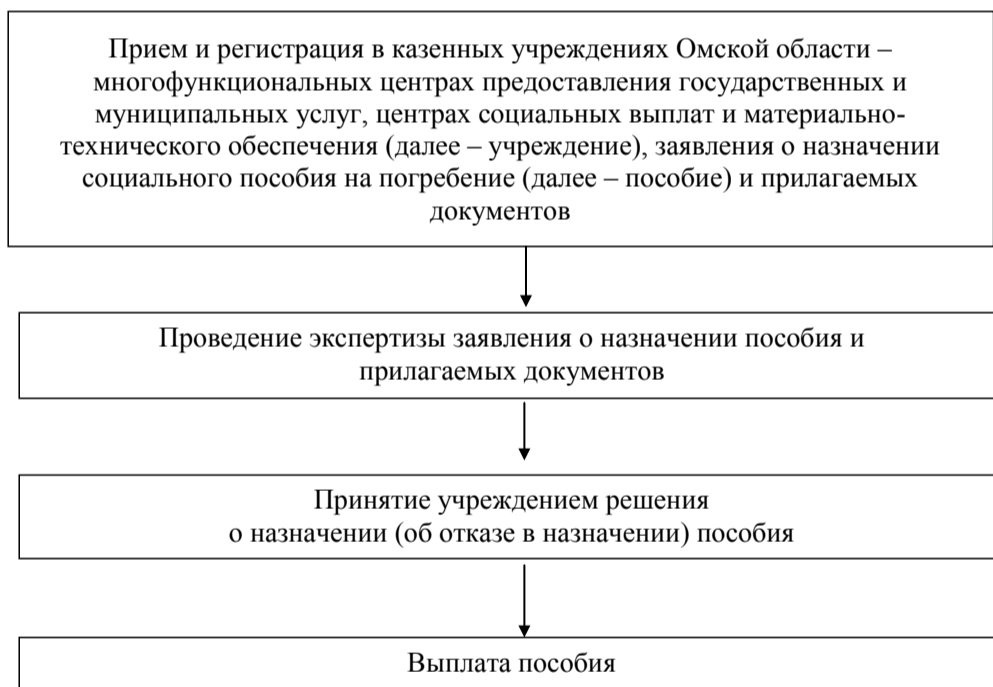 Прием и регистрация в казенных учреждениях Омской области –
многофункциональных центрах предоставления государственных и
муниципальных услуг, центрах социальных выплат и материально-
технического обеспечения (далее – учреждение), заявления о назначении
социального пособия на погребение (далее – пособие) и прилагаемых
документов
Проведение экспертизы заявления о назначении пособия и
прилагаемых документов
Принятие учреждением решения
о назначении (об отказе в назначении) пособия
Выплата пособия